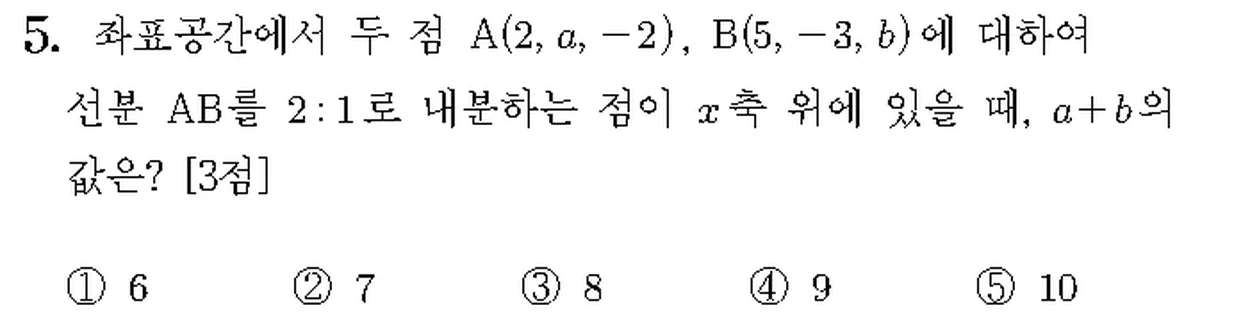 5. 좌표공간에서 두 점 A(2, a, −2), B(5, −3, b)에 대하여
선분 AB를 2 : 1로 내분하는 점이 x축 위에 있을 때, a+b의
값은? [3점]
① 6 ② 7 ③ 8 ④ 9 ⑤ 10